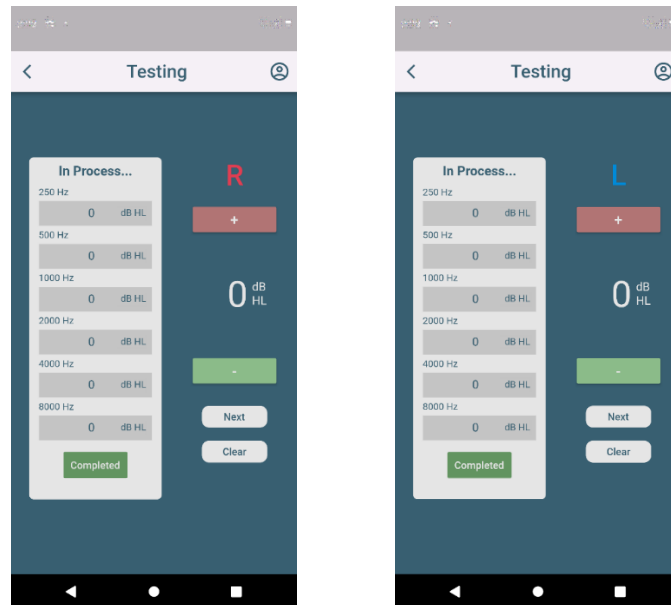 Testing
In Process...
250 Hz
0 dB HL
500 Hz
0 dB HL
1000 Hz
0 dB HL
2000 Hz
0 dB HL
4000 Hz
0 dB HL
8000 Hz
0 dB HL
Completed
R
+
0 dB HL
-
Next
Clear
Testing
In Process...
250 Hz
0 dB HL
500 Hz
0 dB HL
1000 Hz
0 dB HL
2000 Hz
0 dB HL
4000 Hz
0 dB HL
8000 Hz
0 dB HL
Completed
L
+
0 dB HL
-
Next
Clear